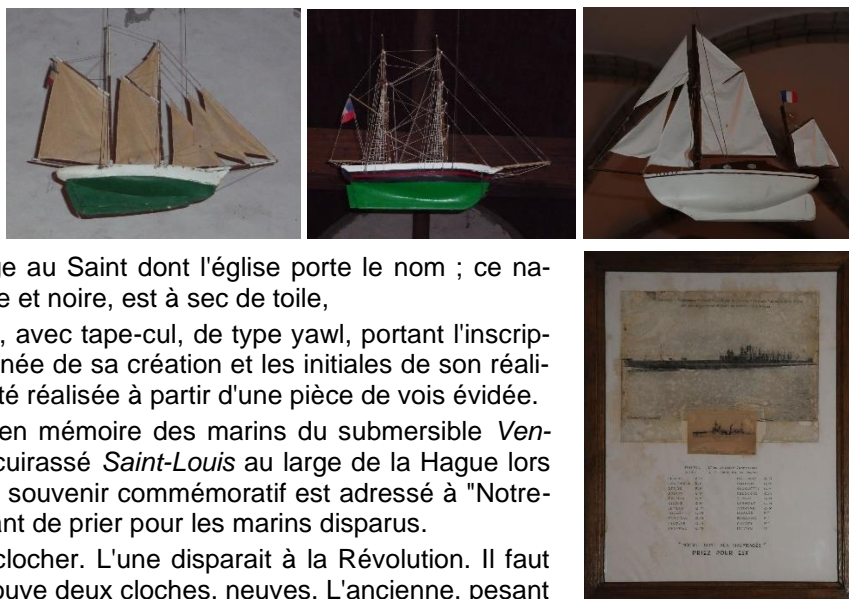 ge au Saint dont l'église porte le nom ; ce na-
e et noire, est à sec de toile,
, avec tape-cul, de type yawl, portant l'inscrip-
née de sa création et les initiales de son réali-
té réalisée à partir d'une pièce de vois évidée.
en mémoire des marins du submersible Ven-
cuirassé Saint-Louis au large de la Hague lors
souvenir commémoratif est adressé à "Notre-
ant de prier pour les marins disparus.
clocher. L'une disparait à la Révolution. Il faut
ouve deux cloches, neuves. L'ancienne, pesant
PRIEZ POUR EUX